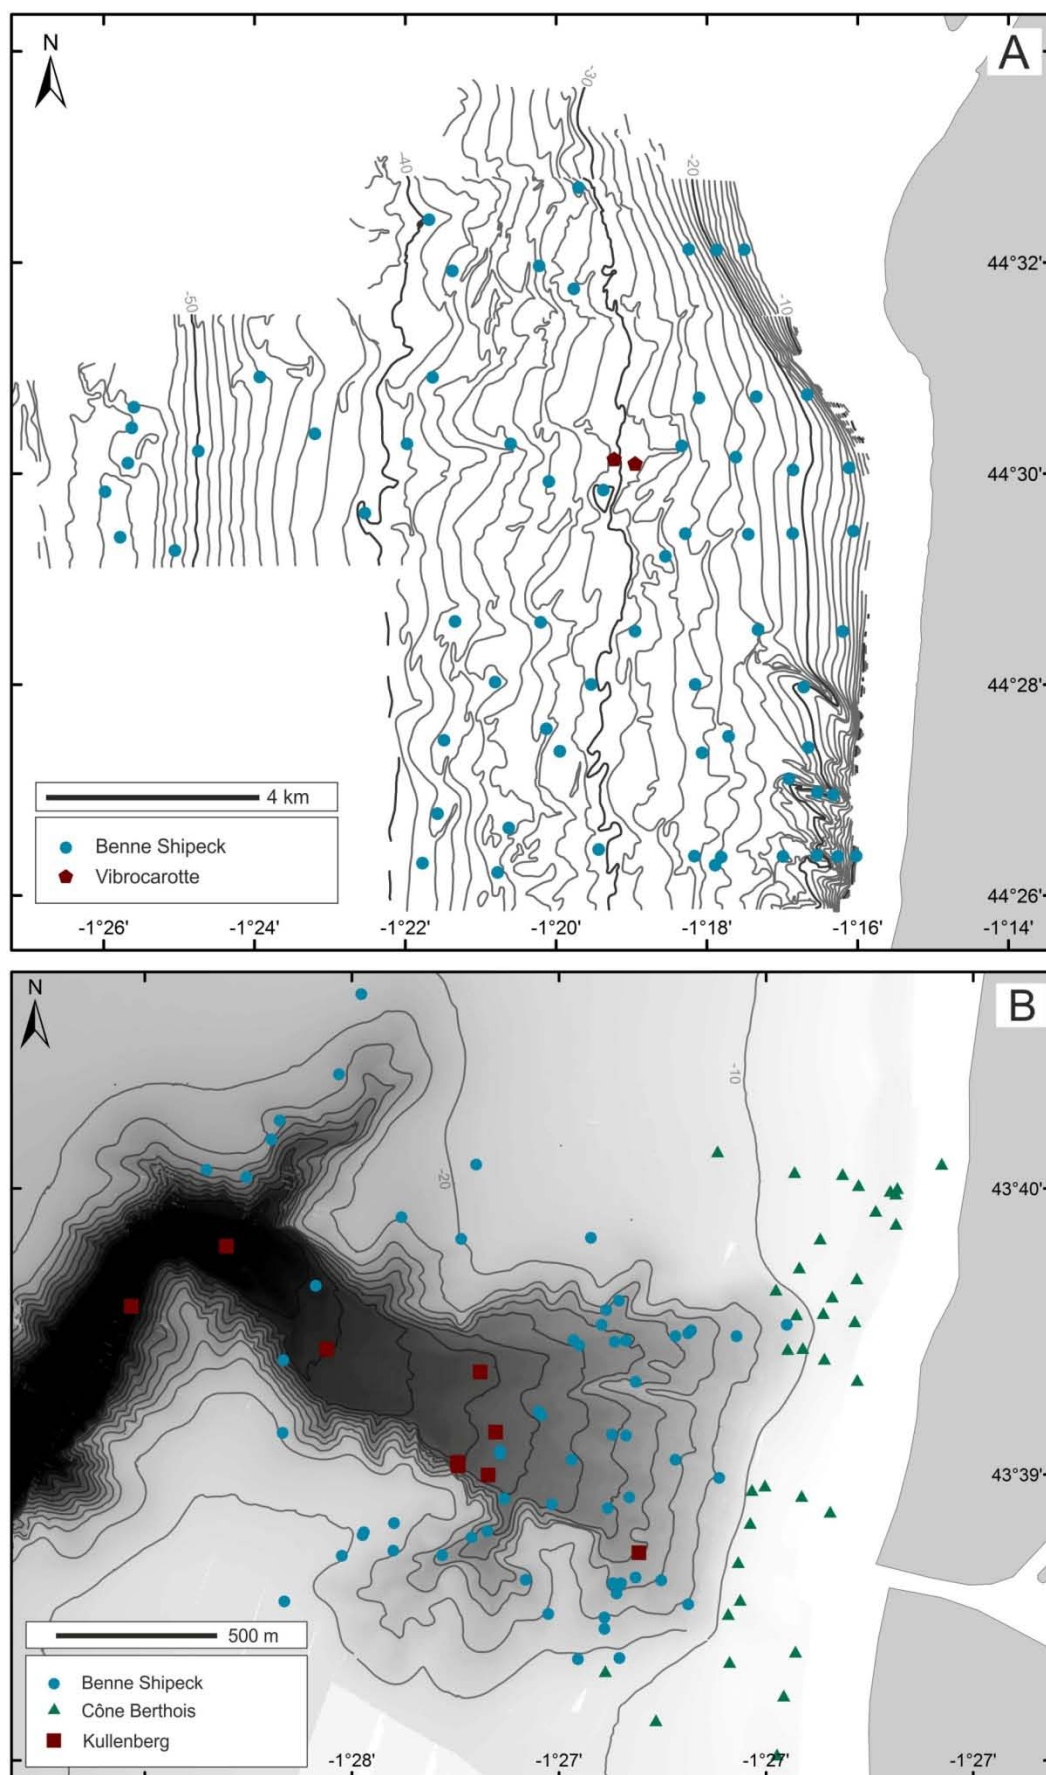 A
N
-30
-40
-20
44°32'
-50
-10
44°30'
44°28'
4 km
Benne Shipeck
Vibrocarotte
44°26'
-1°26' -1°24' -1°22' -1°20' -1°18' -1°16' -1°14'
B
N
-10
-20
43°40'
43°39'
500 m
Benne Shipeck
Cône Berthois
Kullenberg
-1°28' -1°27' -1°27' -1°27'